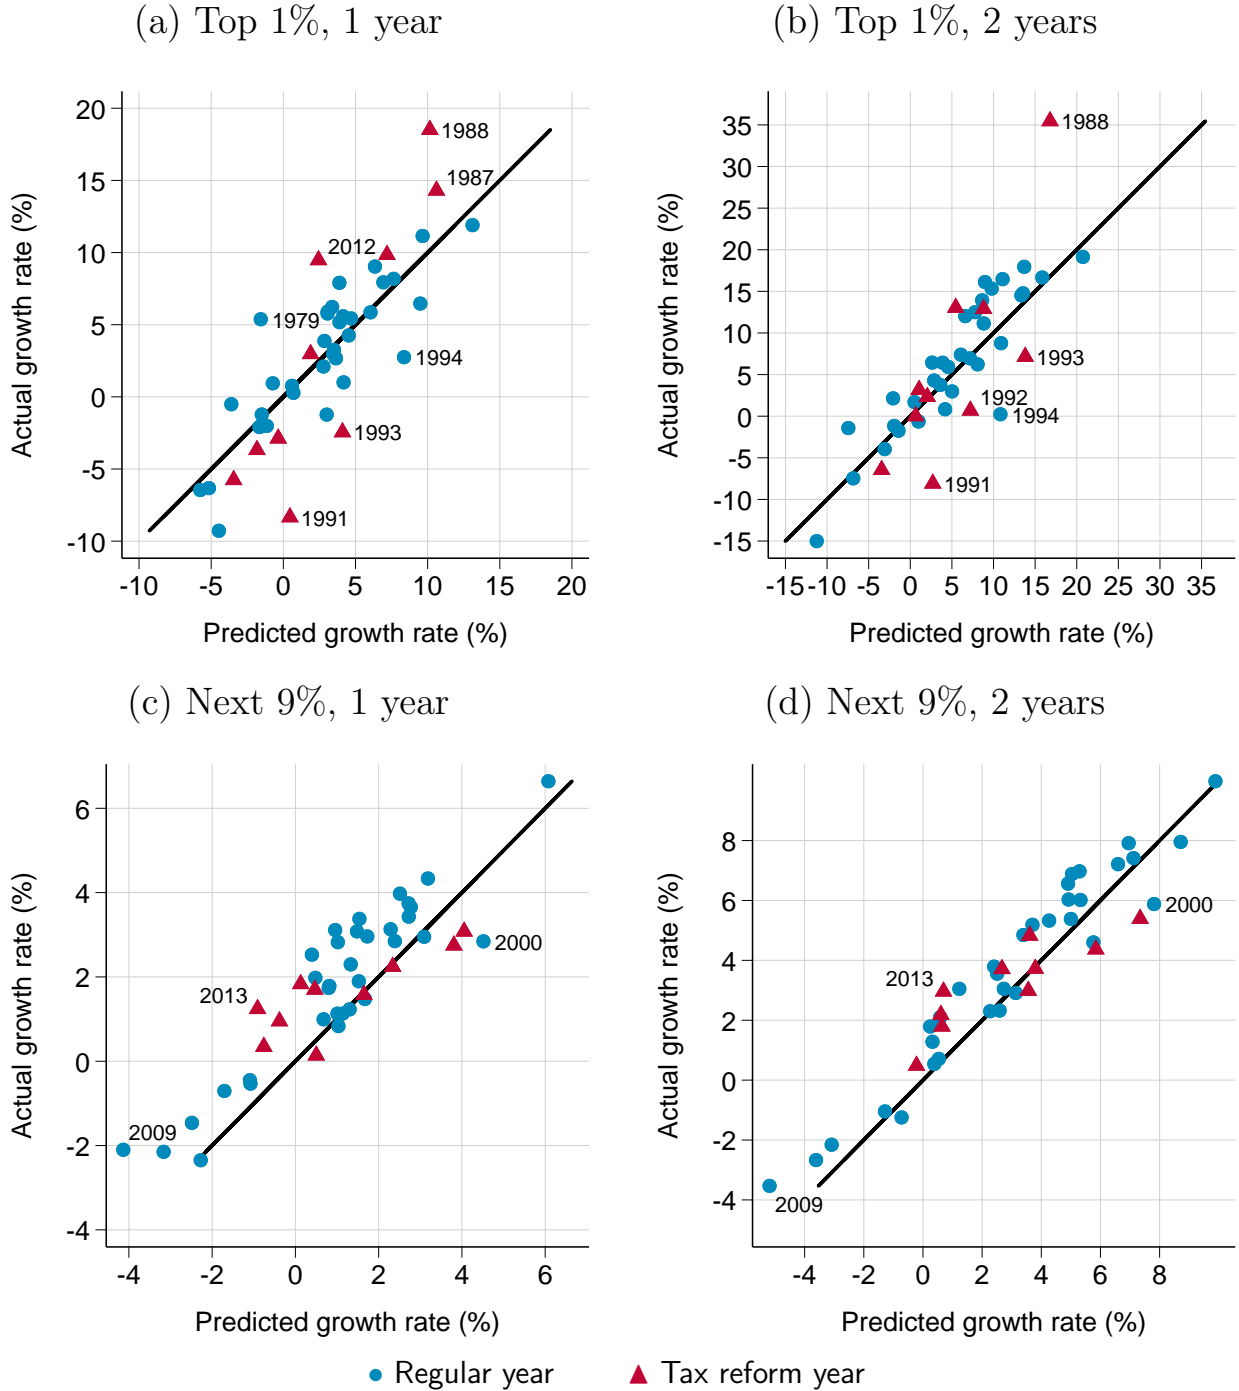 (a) Top 1%, 1 year
(b) Top 1%, 2 years
20
15
10
5
0
-5
-10
Actual growth rate (%)
1988
1987
2012
1979
1994
1993
1991
-10 -5 0 5 10 15 20
Predicted growth rate (%)
35
30
25
20
15
10
5
0
-5
-10
-15
Actual growth rate (%)
1988
1993
1992
1994
1991
-15 -10 -5 0 5 10 15 20 25 30 35
Predicted growth rate (%)
(c) Next 9%, 1 year
(d) Next 9%, 2 years
6
4
2
0
-2
-4
Actual growth rate (%)
2000
2013
2009
-4 -2 0 2 4 6
Predicted growth rate (%)
8
6
4
2
0
-2
-4
Actual growth rate (%)
2000
2013
2009
-4 -2 0 2 4 6 8
Predicted growth rate (%)
Regular year
Tax reform year